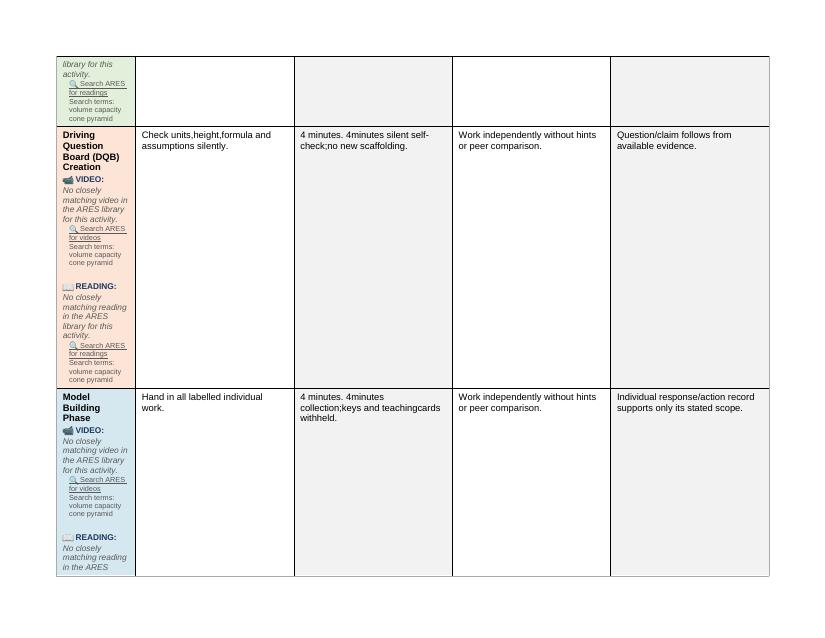 library for this
activity.
🔍 Search ARES
for readings
Search terms:
volume capacity
cone pyramid
Driving
Question
Board (DQB)
Creation
📹 VIDEO:
No closely
matching video in
the ARES library
for this activity.
🔍 Search ARES
for videos
Search terms:
volume capacity
cone pyramid
📖 READING:
No closely
matching reading
in the ARES
library for this
activity.
🔍 Search ARES
for readings
Search terms:
volume capacity
cone pyramid
Check units,height,formula and
assumptions silently.
4 minutes. 4minutes silent self-
check;no new scaffolding.
Work independently without hints
or peer comparison.
Question/claim follows from
available evidence.
Model
Building
Phase
📹 VIDEO:
No closely
matching video in
the ARES library
for this activity.
🔍 Search ARES
for videos
Search terms:
volume capacity
cone pyramid
📖 READING:
No closely
matching reading
in the ARES
Hand in all labelled individual
work.
4 minutes. 4minutes
collection;keys and teachingcards
withheld.
Work independently without hints
or peer comparison.
Individual response/action record
supports only its stated scope.